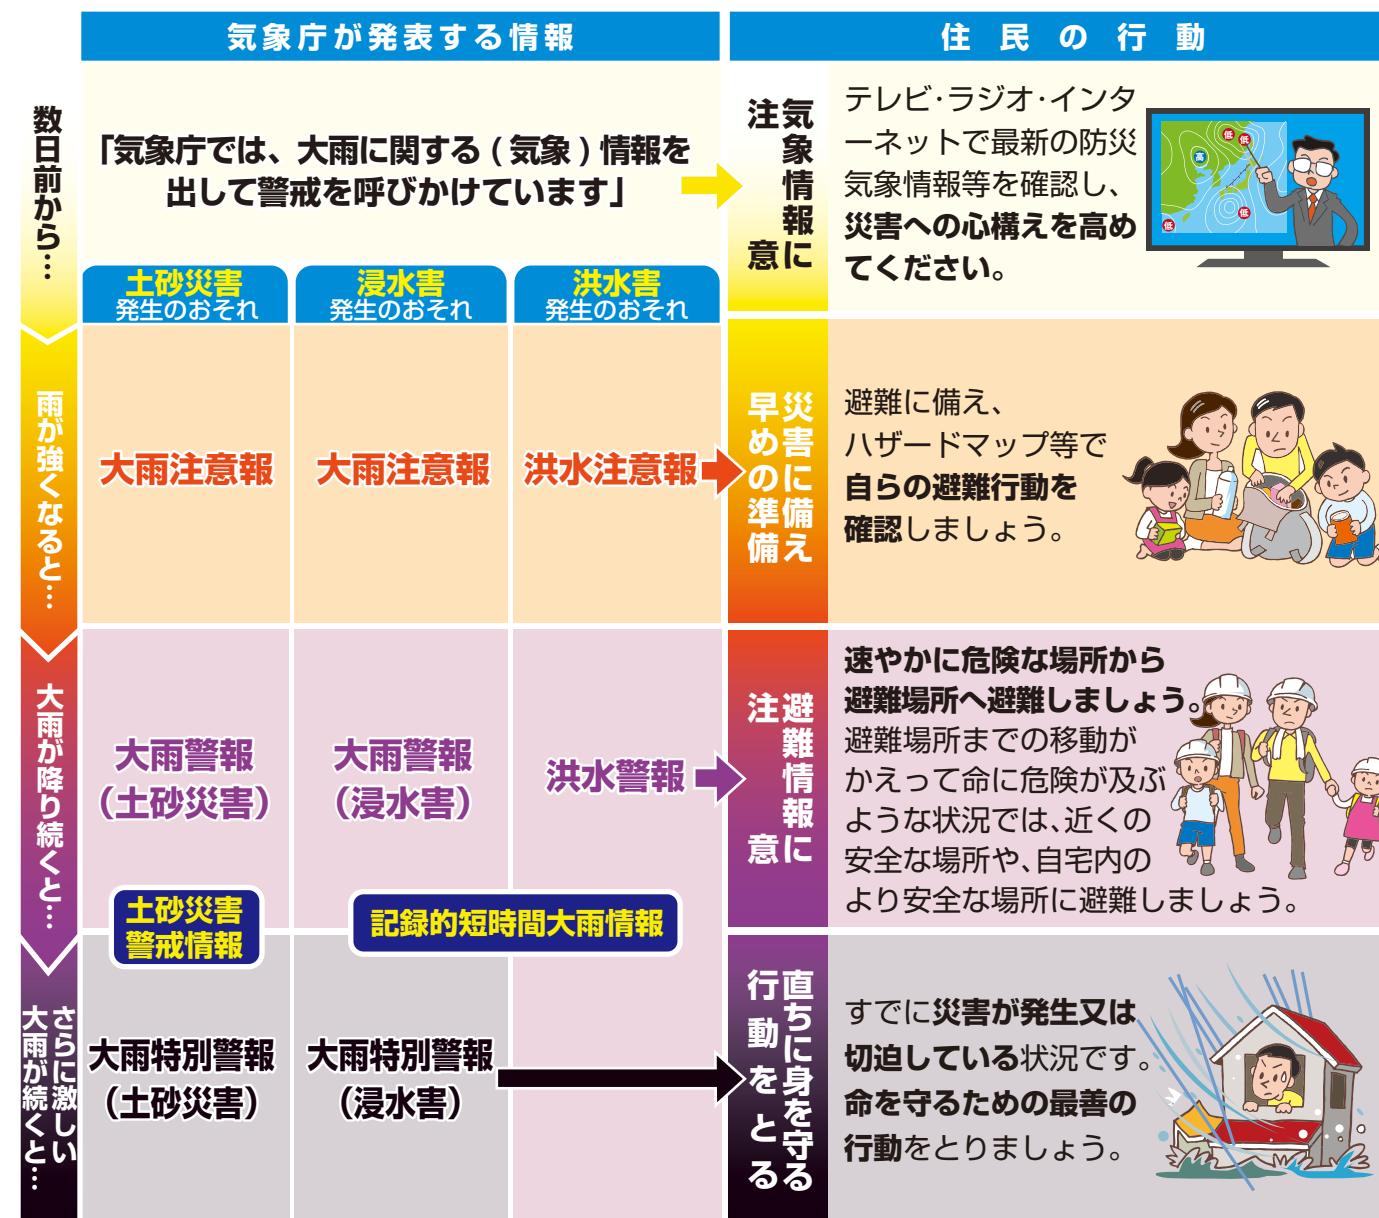 気象庁が発表する情報
住民の行動
数日前から…
「気象庁では、大雨に関する(気象)情報を
出して警戒を呼びかけています」
気象情報に
注意
テレビ･ラジオ･インタ
ーネットで最新の防災
気象情報等を確認し、
災害への心構えを高め
てください。
高
低
低
低
低
土砂災害
発生のおそれ
浸水害
発生のおそれ
洪水害
発生のおそれ
雨が強くなると…
大雨注意報
大雨注意報
洪水注意報
災害に備え
早めの準備
避難に備え、
ハザードマップ等で
自らの避難行動を
確認しましょう。
大雨が降り続くと…
大雨警報
（土砂災害）
大雨警報
（浸水害）
洪水警報
避難情報に
注意
速やかに危険な場所から
避難場所へ避難しましょう。
避難場所までの移動が
かえって命に危険が及ぶ
ような状況では、近くの
安全な場所や、自宅内の
より安全な場所に避難しましょう。
土砂災害
警戒情報
記録的短時間大雨情報
さらに激しい
大雨が続くと…
大雨特別警報
（土砂災害）
大雨特別警報
（浸水害）
直ちに身を守る
行動をとる
すでに災害が発生又は
切迫している状況です。
命を守るための最善の
行動をとりましょう。